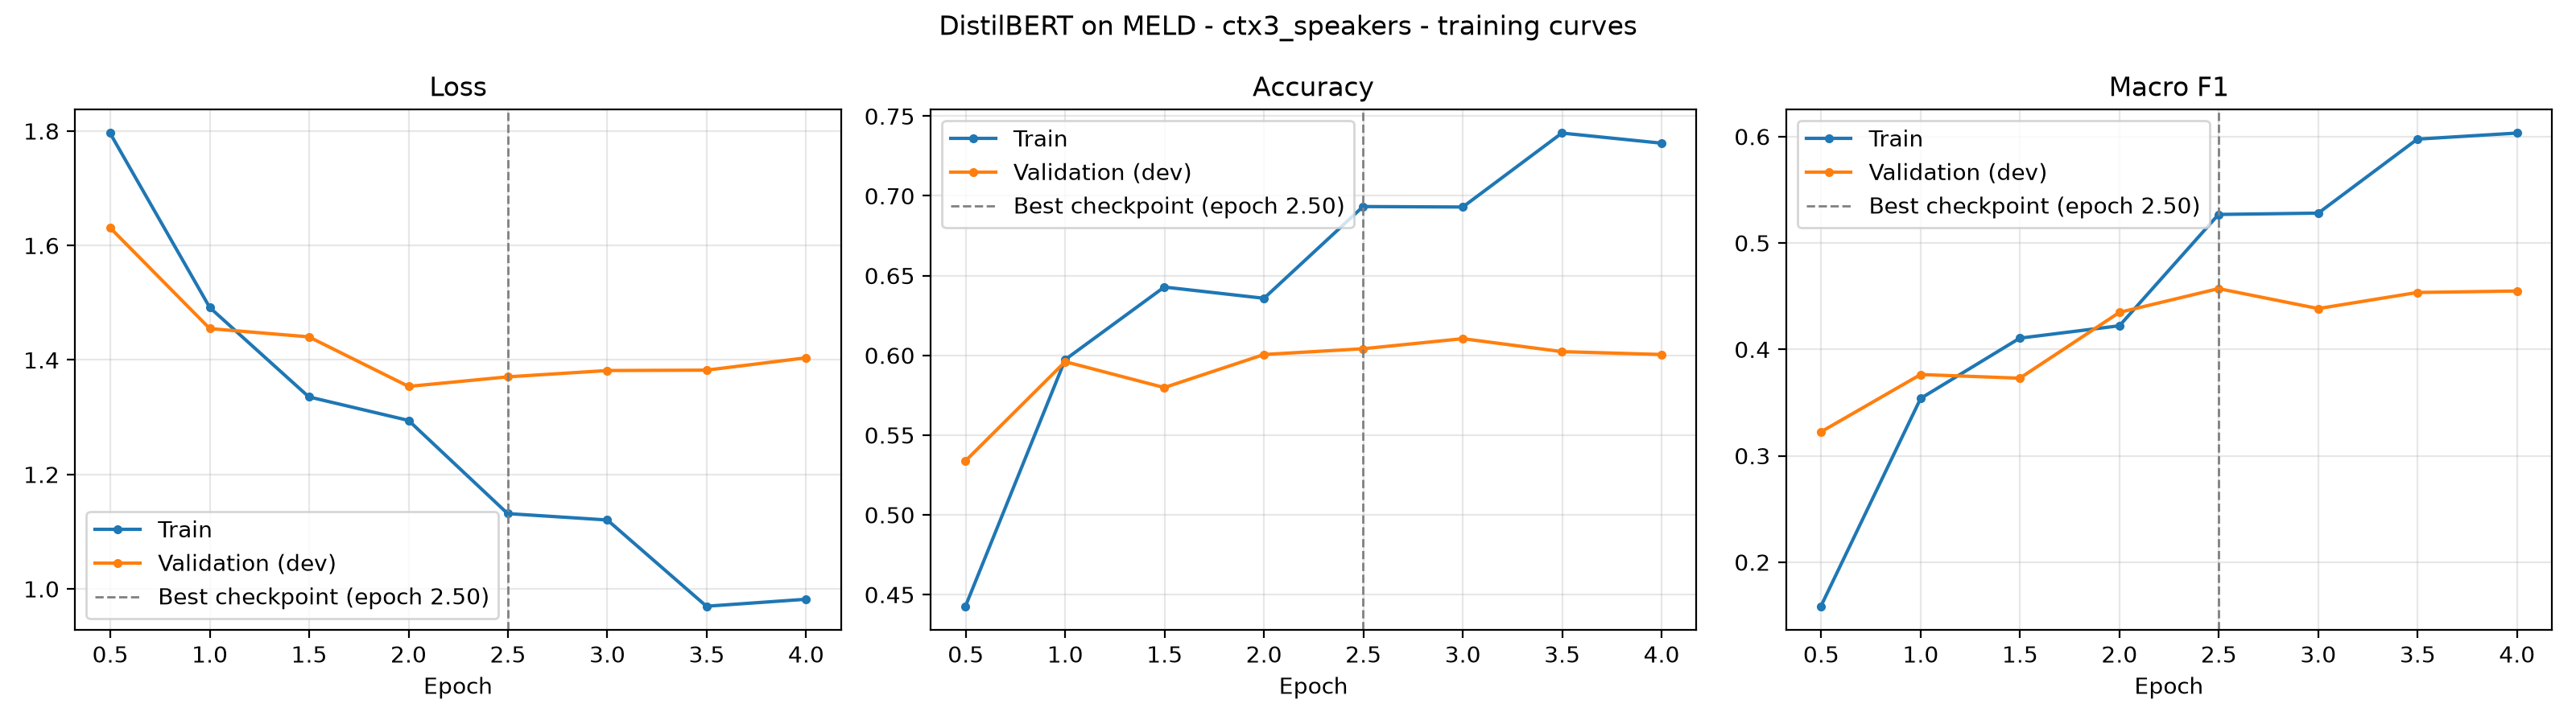 DistilBERT on MELD - ctx3_speakers - training curves
Loss
1.8
1.6
1.4
1.2
1.0
Train
Validation (dev)
Best checkpoint (epoch 2.50)
0.5 1.0 1.5 2.0 2.5 3.0 3.5 4.0
Epoch
Accuracy
0.75
0.70
0.65
0.60
0.55
0.50
0.45
Train
Validation (dev)
Best checkpoint (epoch 2.50)
0.5 1.0 1.5 2.0 2.5 3.0 3.5 4.0
Epoch
Macro F1
0.6
0.5
0.4
0.3
0.2
Train
Validation (dev)
Best checkpoint (epoch 2.50)
0.5 1.0 1.5 2.0 2.5 3.0 3.5 4.0
Epoch